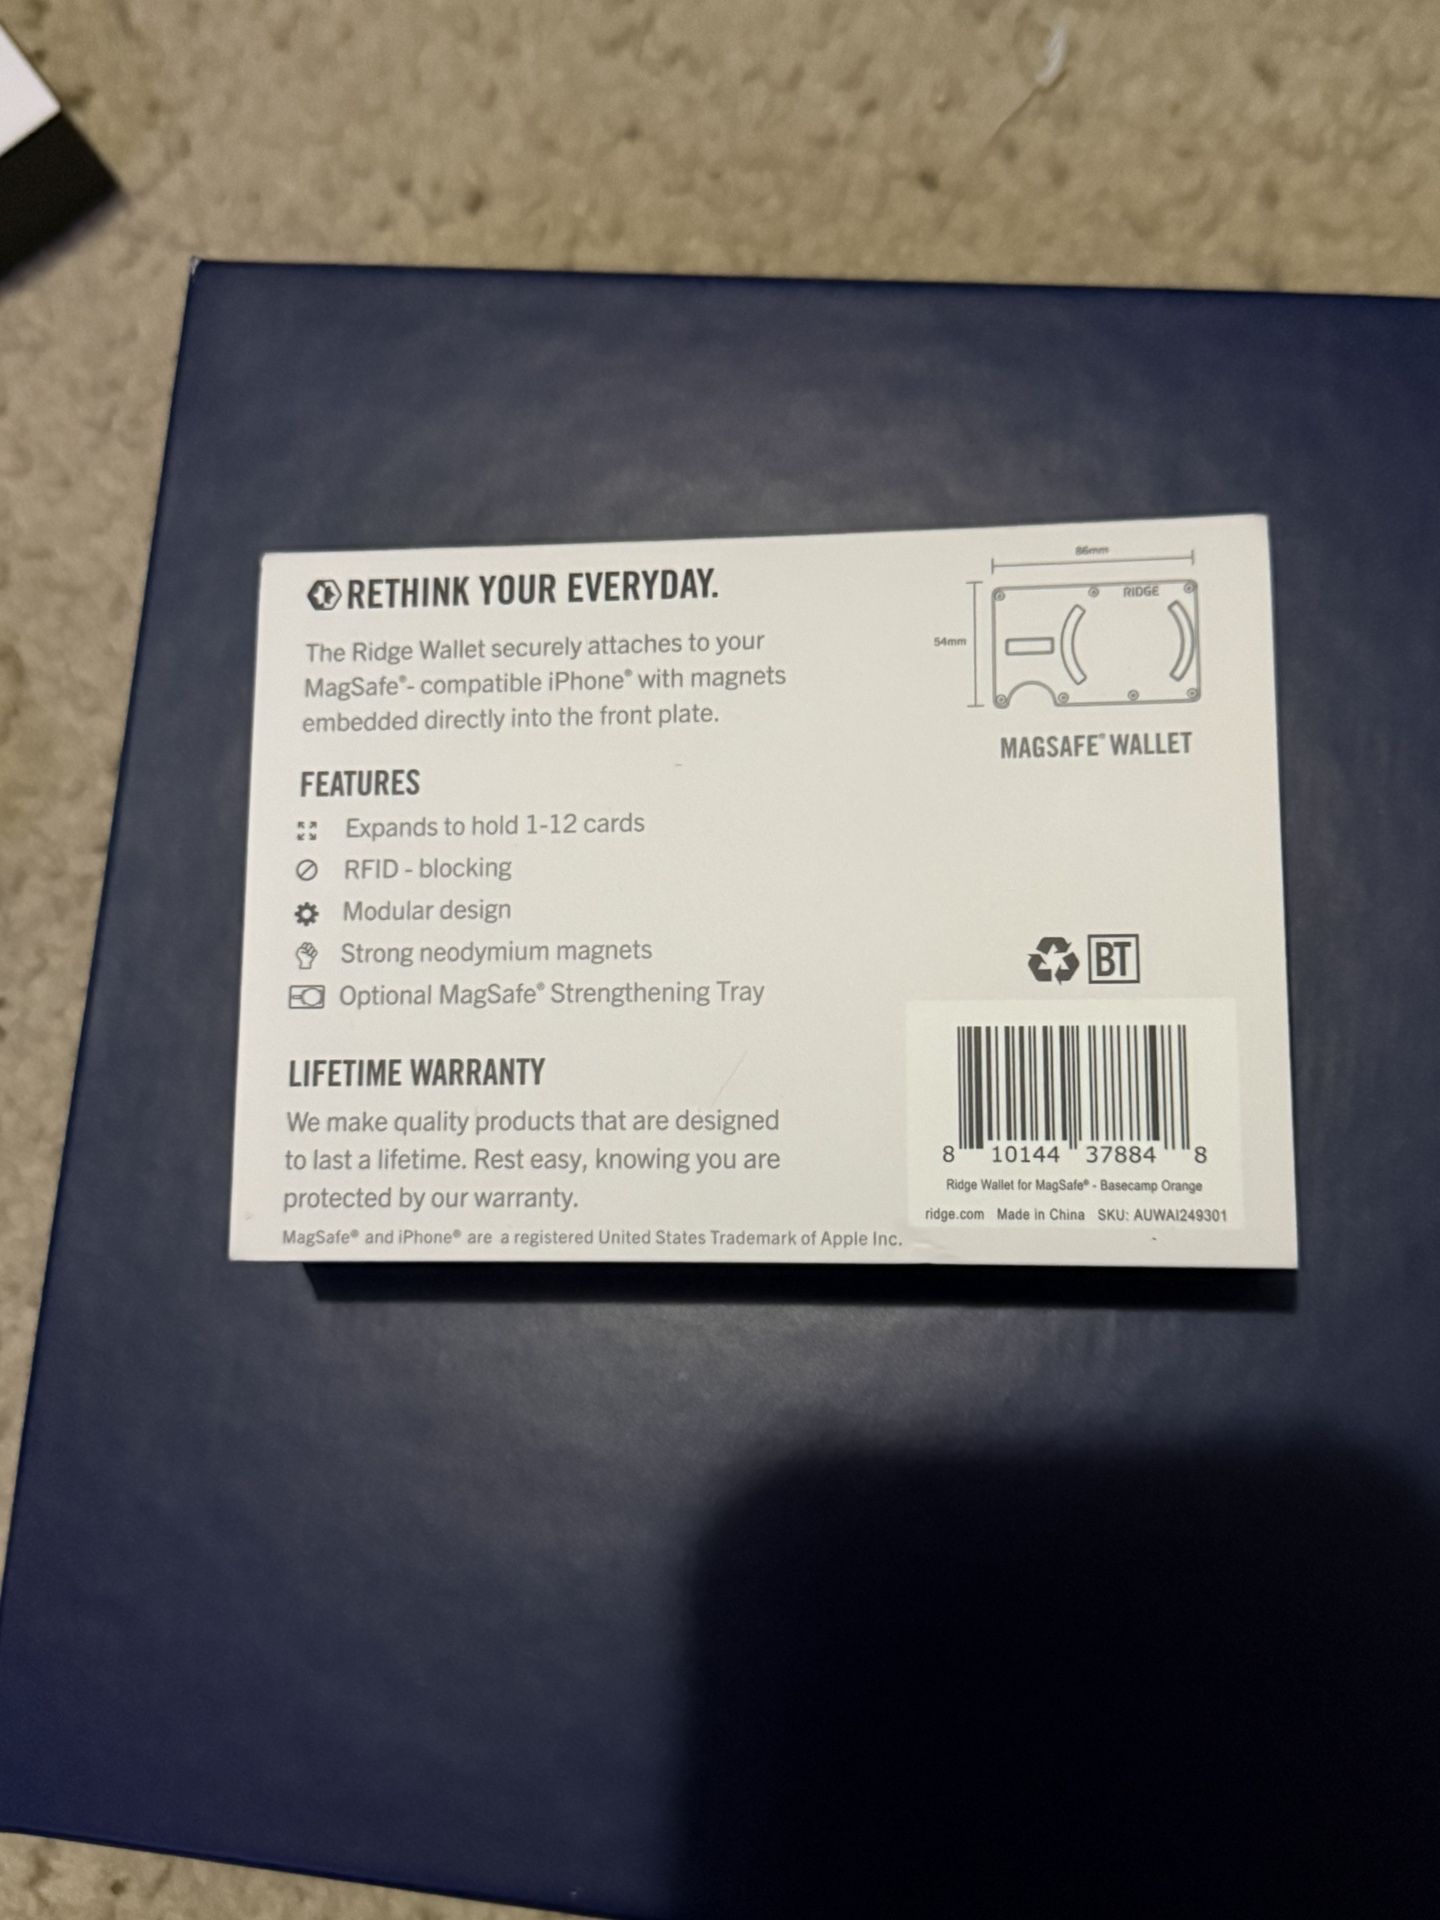 RETHINK YOUR EVERYDAY.
The Ridge Wallet securely attaches to your
MagSafe®- compatible iPhone® with magnets
embedded directly into the front plate.
FEATURES
Expands to hold 1-12 cards
RFID - blocking
Modular design
Strong neodymium magnets
Optional MagSafe® Strengthening Tray
LIFETIME WARRANTY
We make quality products that are designed
to last a lifetime. Rest easy, knowing you are
protected by our warranty.
MagSafe® and iPhone® are a registered United States Trademark of Apple Inc.
86mm
RIDGE
54mm
MAGSAFE® WALLET
BT
8 10144 37884 8
Ridge Wallet for MagSafe® - Basecamp Orange
ridge.com Made in China SKU: AUWAI249301